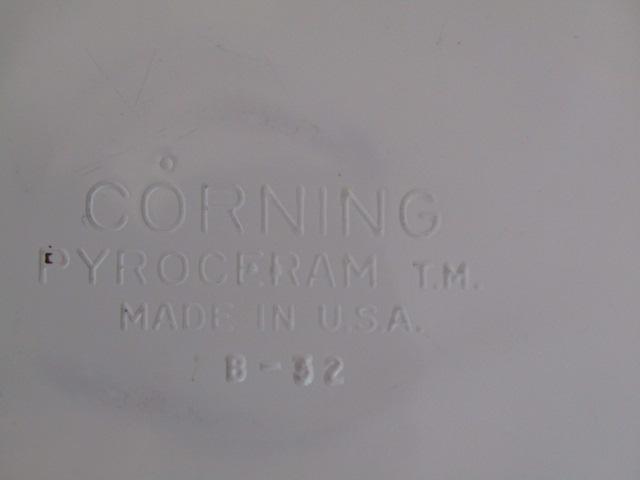 CORNING
PYROCERAM T.M.
MADE IN U.S.A.
B-32